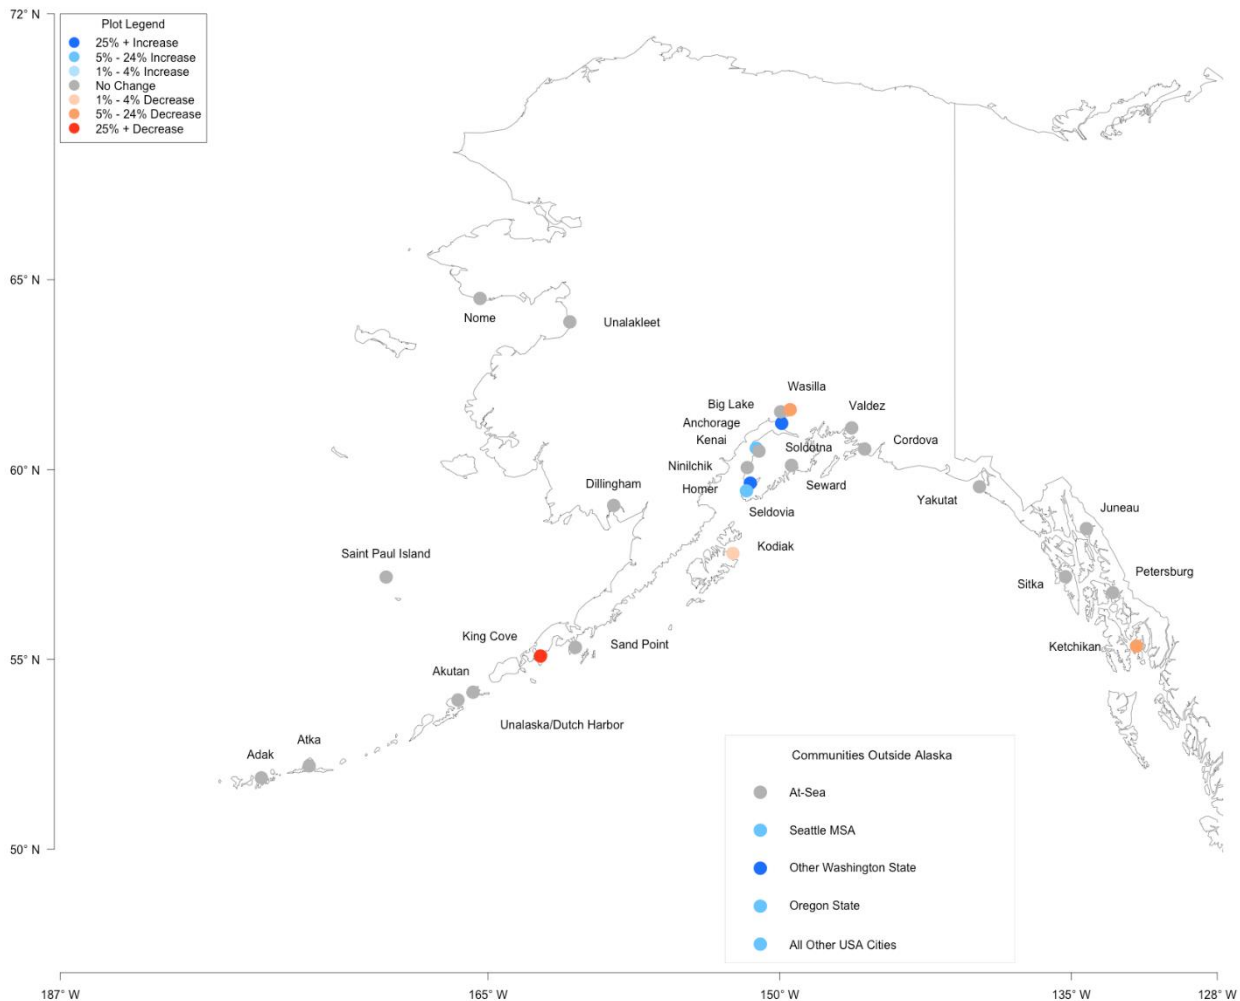 72° N
Plot Legend
25% + Increase
5% - 24% Increase
1% - 4% Increase
No Change
1% - 4% Decrease
5% - 24% Decrease
25% + Decrease
65° N
Nome
Unalakleet
Wasilla
Big Lake
Valdez
Anchorage
Kenai
Cordova
Soldotna
60° N
Ninilchik
Seward
Dillingham
Homer
Yakutat
Juneau
Seldovia
Kodiak
Saint Paul Island
Petersburg
Sitka
King Cove
Sand Point
Ketchikan
55° N
Akutan
Unalaska/Dutch Harbor
Atka
Adak
Communities Outside Alaska
At-Sea
Seattle MSA
50° N
Other Washington State
Oregon State
All Other USA Cities
187° W
165° W
150° W
135° W
128° W